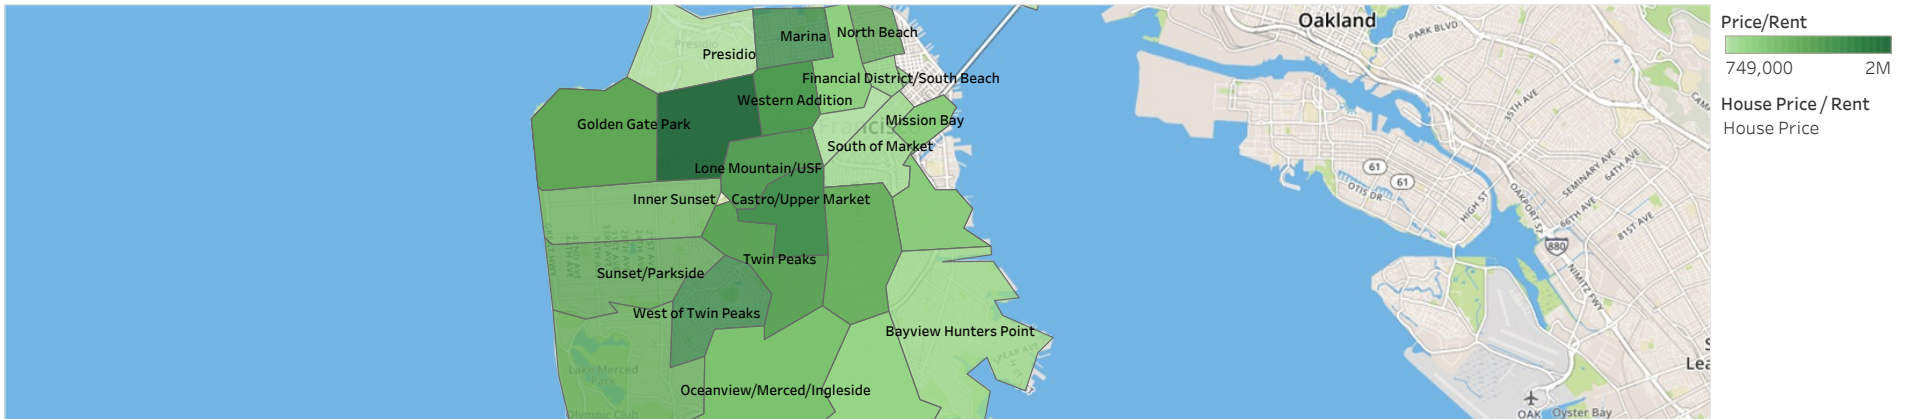 Oakland
PARK BLVD
Price/Rent
749,000 2M
House Price / Rent
House Price
Presidio
Presidio
Marina
North Beach
Financial District/South Beach
Western Addition
Golden Gate Park
Mission Bay
South of Market
Lone Mountain/USF
Inner Sunset
Castro/Upper Market
Twin Peaks
Sunset/Parkside
West of Twin Peaks
Bayview Hunters Point
Oceanview/Merced/Ingleside
Lake Merced
Park
Olympic Club
35TH AVE
61
61
OTIS DR
HIGH ST
OAKPORT ST
SEMINARY AVE
64TH AVE
66TH AVE
81ST AVE
880
NIMITZ FWY
OAK
Oyster Bay